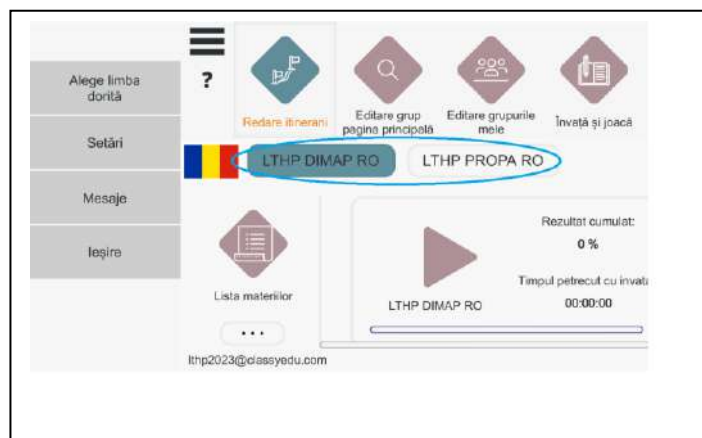 Alege limba
dorită
Setări
Mesaje
Ieșire
?
Redare itinerarii
Editare grup
pagina principală
Editare grupurile
mele
Învață și joacă
LTHP DIMAP RO
LTHP PROPA RO
Lista materiilor
...
LTHP DIMAP RO
Rezultat cumulat:
0 %
Timpul petrecut cu invata
00:00:00
lthp2023@classyedu.com